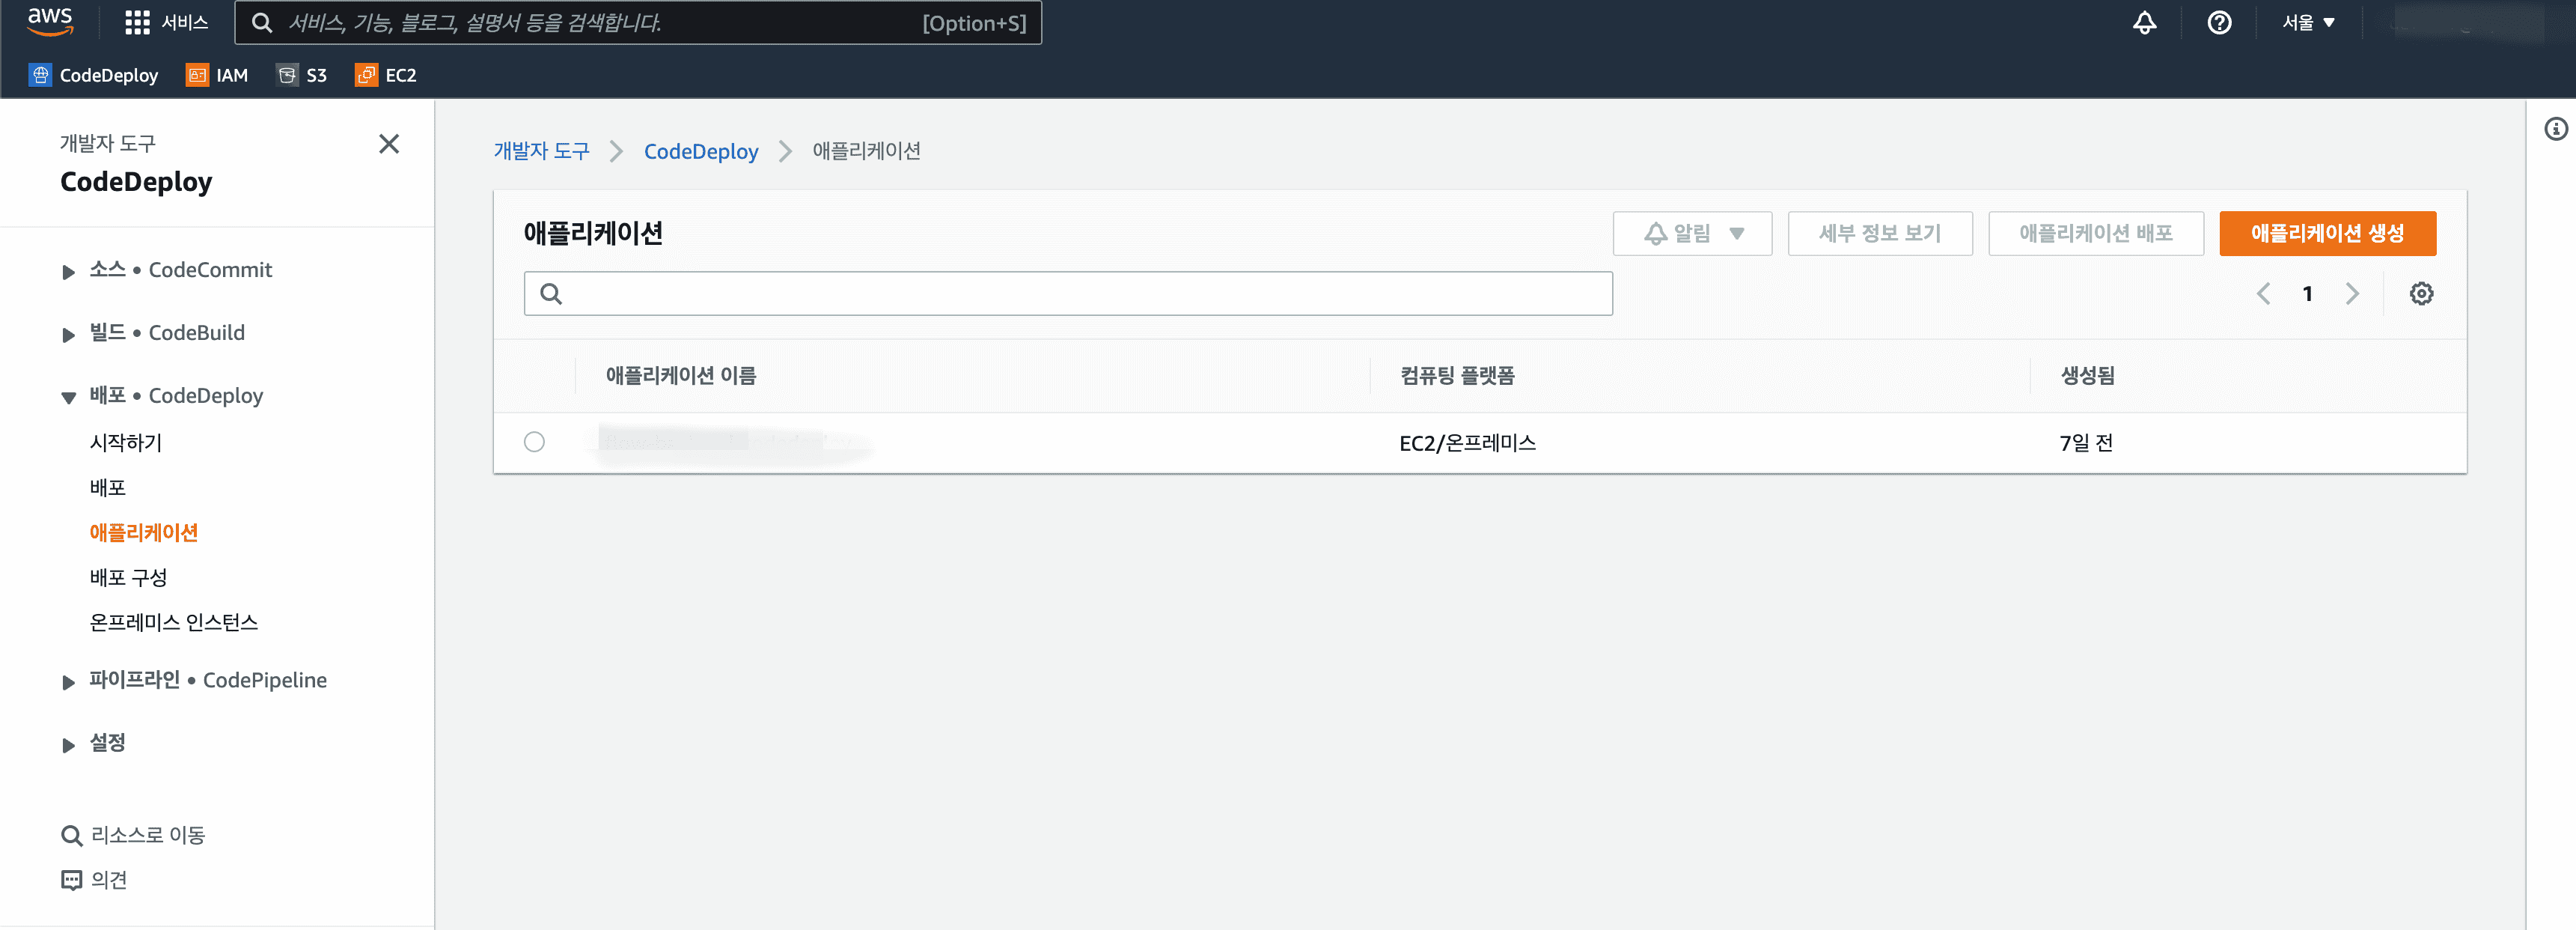 aws 서비스 서비스, 기능, 블로그, 설명서 등을 검색합니다. [Option+S] 서울
CodeDeploy IAM S3 EC2
개발자 도구
CodeDeploy
소스 • CodeCommit
빌드 • CodeBuild
배포 • CodeDeploy
시작하기
배포
애플리케이션
배포 구성
온프레미스 인스턴스
파이프라인 • CodePipeline
설정
리소스로 이동
의견
개발자 도구 CodeDeploy 애플리케이션
애플리케이션 알림 세부 정보 보기 애플리케이션 배포 애플리케이션 생성
1
애플리케이션 이름 컴퓨팅 플랫폼 생성됨
EC2/온프레미스 7일 전